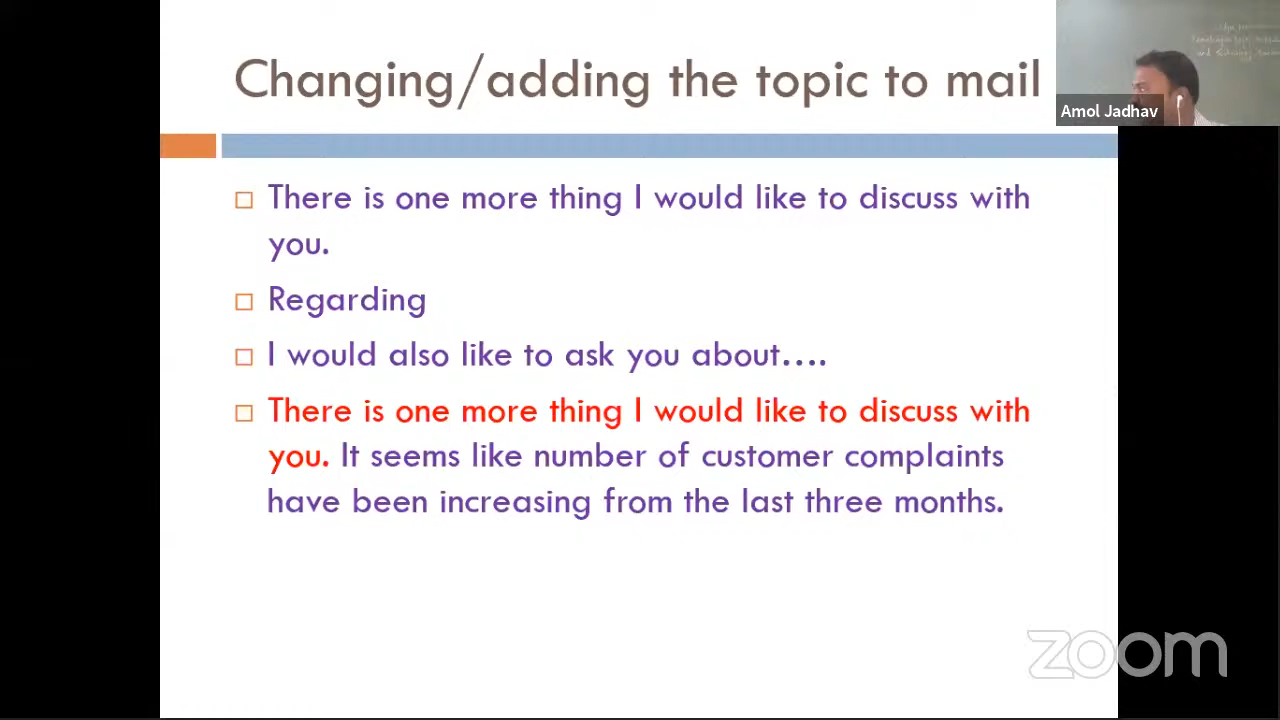 Changing/adding the topic to mail
Amol Jadhav
There is one more thing I would like to discuss with
you.
Regarding
I would also like to ask you about....
There is one more thing I would like to discuss with
you. It seems like number of customer complaints
have been increasing from the last three months.
zoom